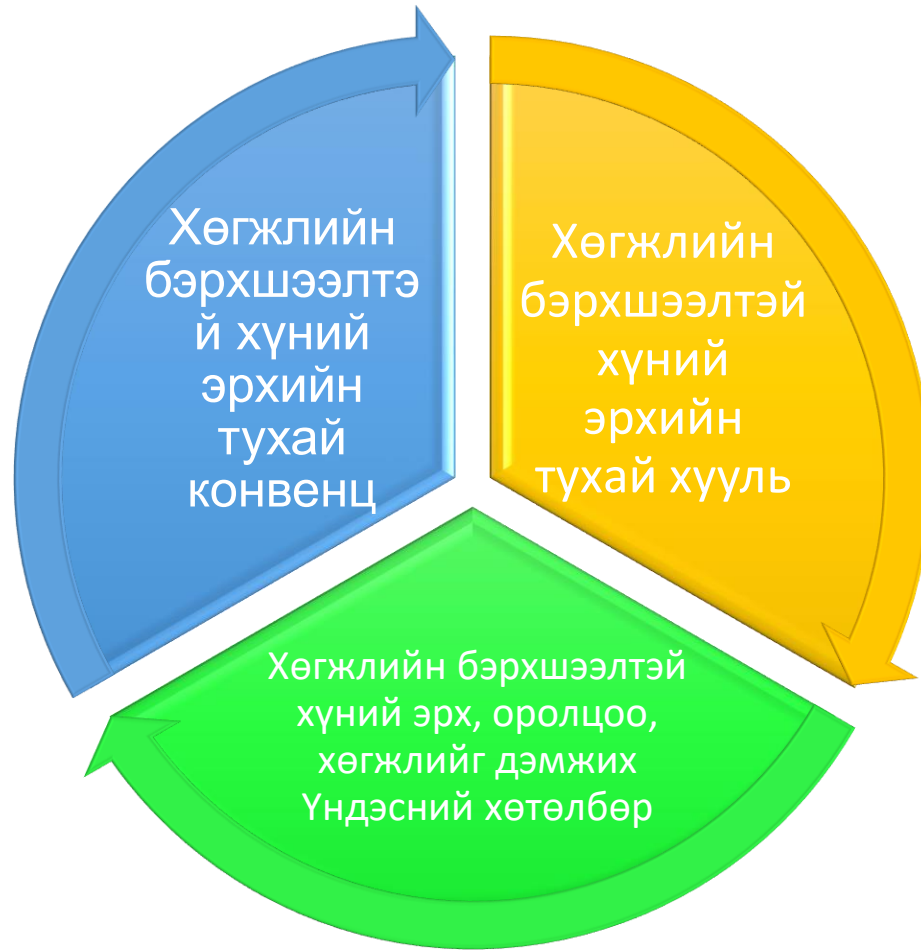 Хөгжлийн
бэрхшээлтэ
й хүний
эрхийн
тухай
конвенц
Хөгжлийн
бэрхшээлтэй
хүний
эрхийн
тухай хууль
Хөгжлийн бэрхшээлтэй
хүний эрх, оролцоо,
хөгжлийг дэмжих
Үндэсний хөтөлбөр